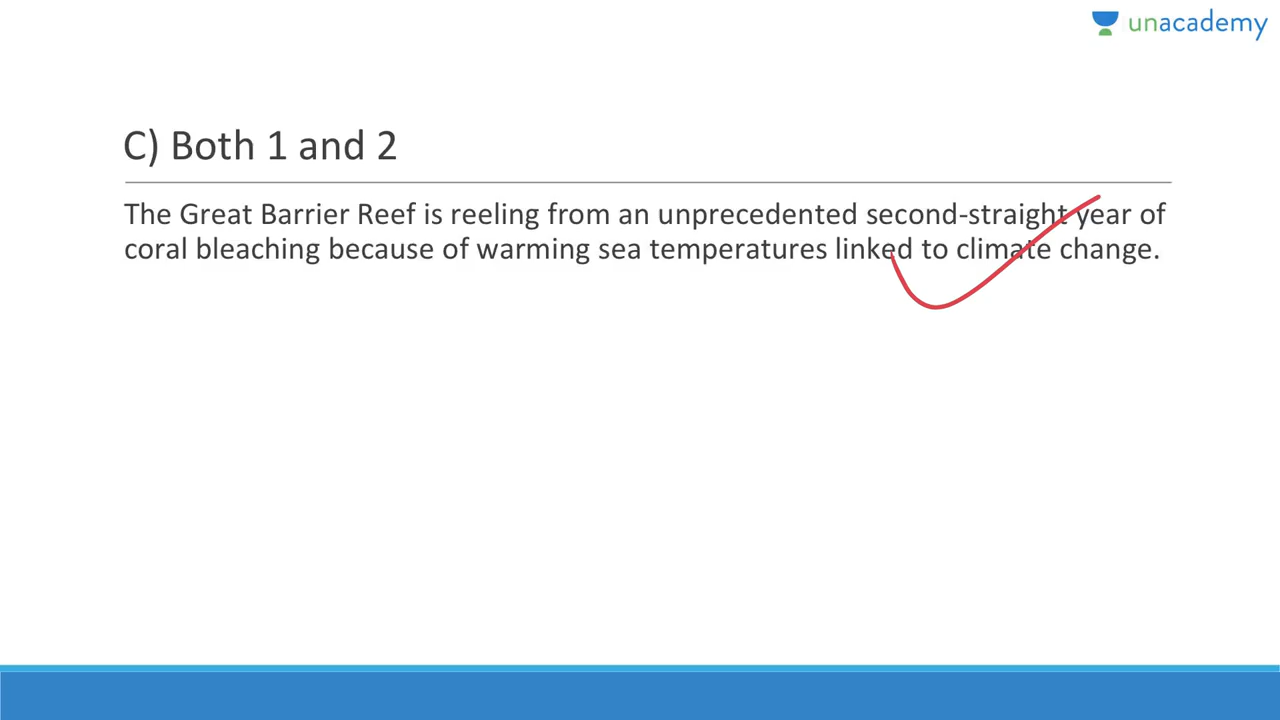 unacademy
C) Both 1 and 2
The Great Barrier Reef is reeling from an unprecedented second-straight year of
coral bleaching because of warming sea temperatures linked to climate change.